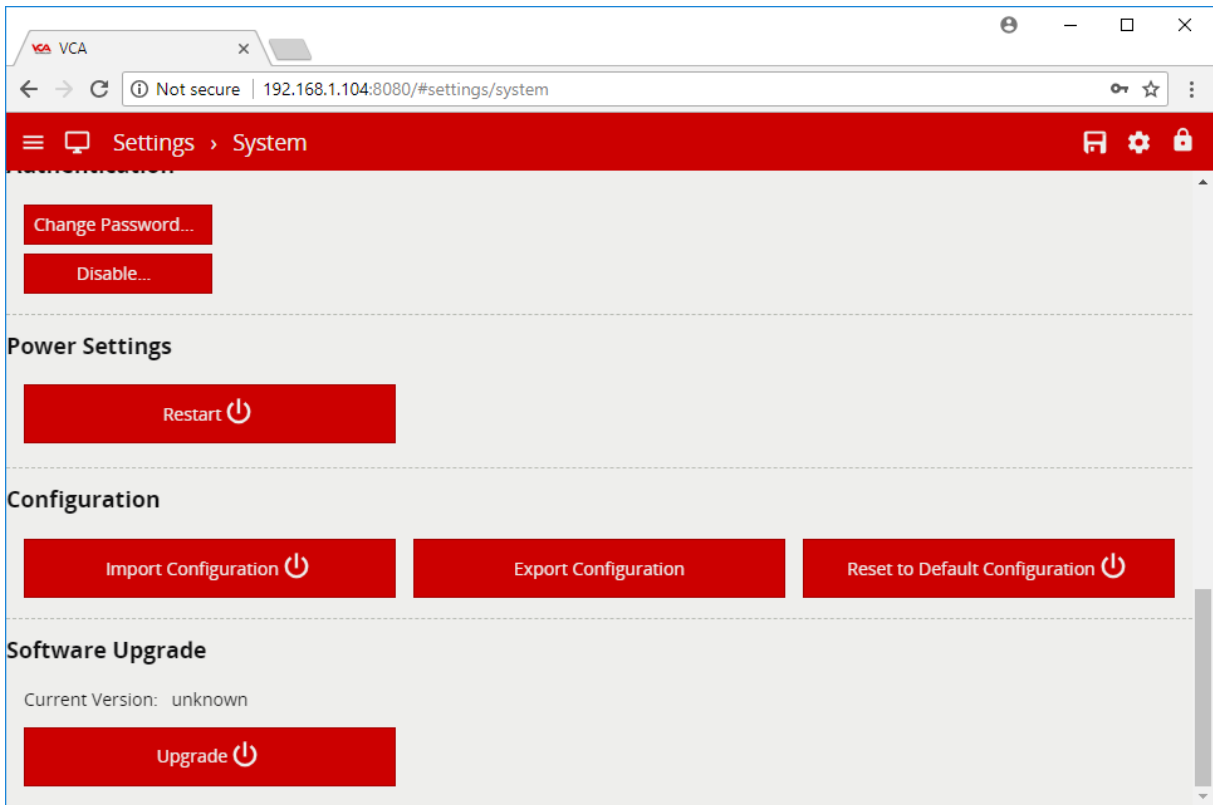 VCA VCA
Not secure 192.168.1.104:8080/#settings/system
Settings › System
Authentication
Change Password...
Disable...
Power Settings
Restart
Configuration
Import Configuration Export Configuration Reset to Default Configuration
Software Upgrade
Current Version: unknown
Upgrade